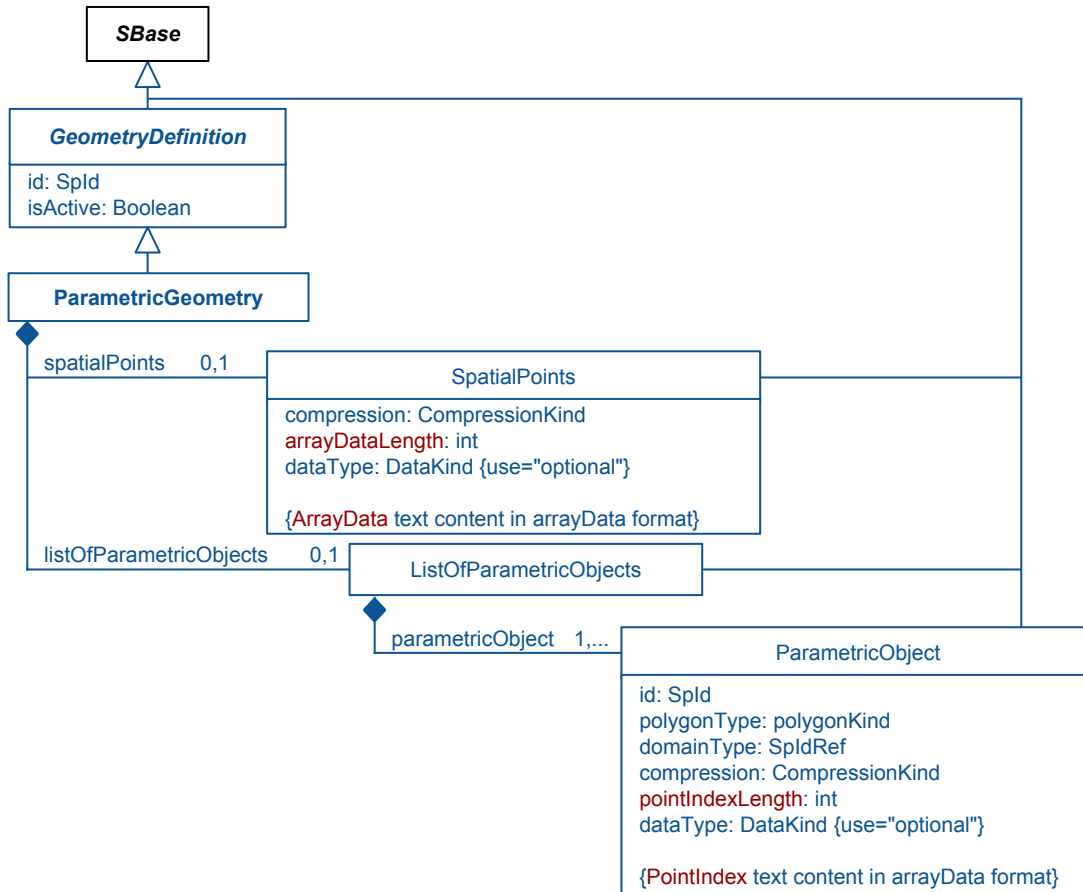 SBase
GeometryDefinition
id: SpId
isActive: Boolean
ParametricGeometry
spatialPoints 0,1
SpatialPoints
compression: CompressionKind
arrayDataLength: int
dataType: DataKind {use="optional"}
{ArrayData text content in arrayData format}
listOfParametricObjects 0,1
ListOfParametricObjects
parametricObject 1,...
ParametricObject
id: SpId
polygonType: polygonKind
domainType: SpIdRef
compression: CompressionKind
pointIndexLength: int
dataType: DataKind {use="optional"}
{PointIndex text content in arrayData format}